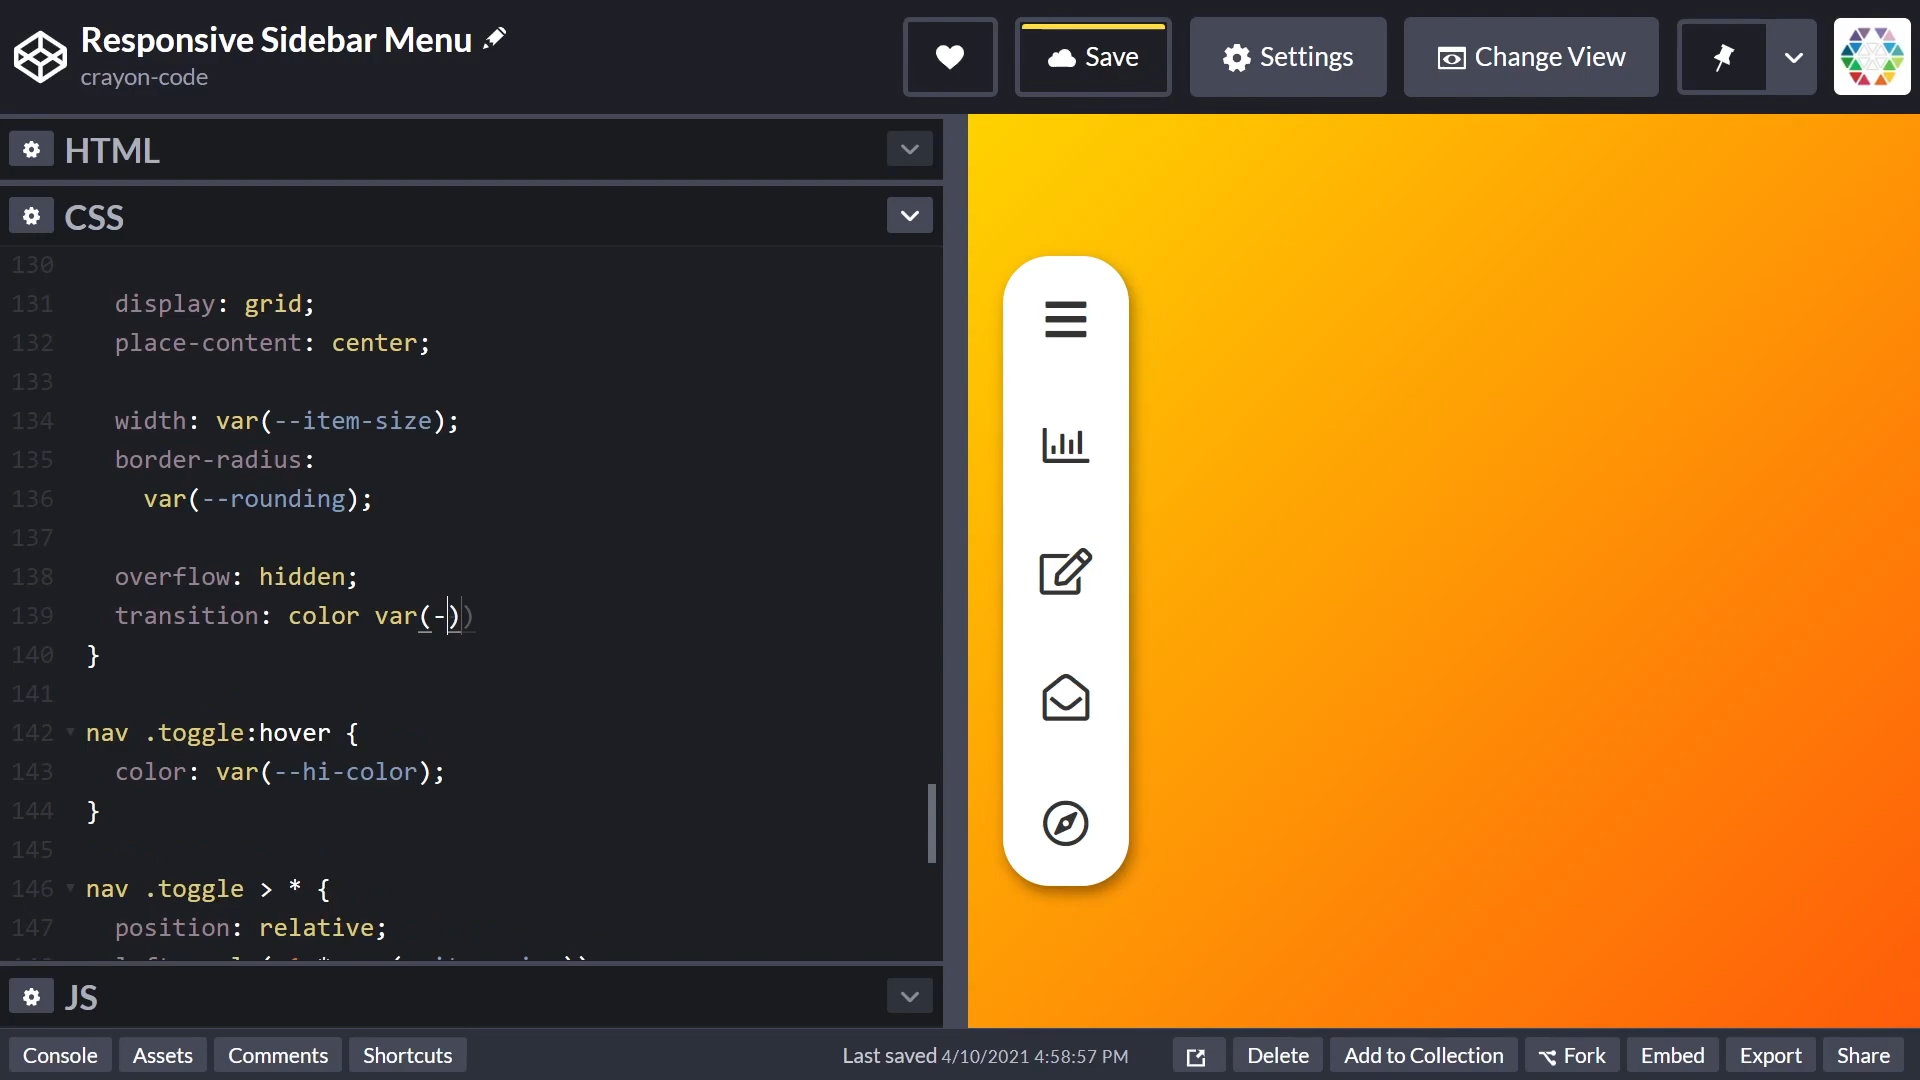 Responsive Sidebar Menu
crayon-code
Save
Settings
Change View
HTML
CSS
130
131 display: grid;
132 place-content: center;
133
134 width: var(--item-size);
135 border-radius:
136 var(--rounding);
137
138 overflow: hidden;
139 transition: color var(-))
140 }
141
142 nav .toggle:hover {
143 color: var(--hi-color);
144 }
145
146 nav .toggle > * {
147 position: relative;
JS
Console Assets Comments Shortcuts Last saved 4/10/2021 4:58:57 PM Delete Add to Collection Fork Embed Export Share